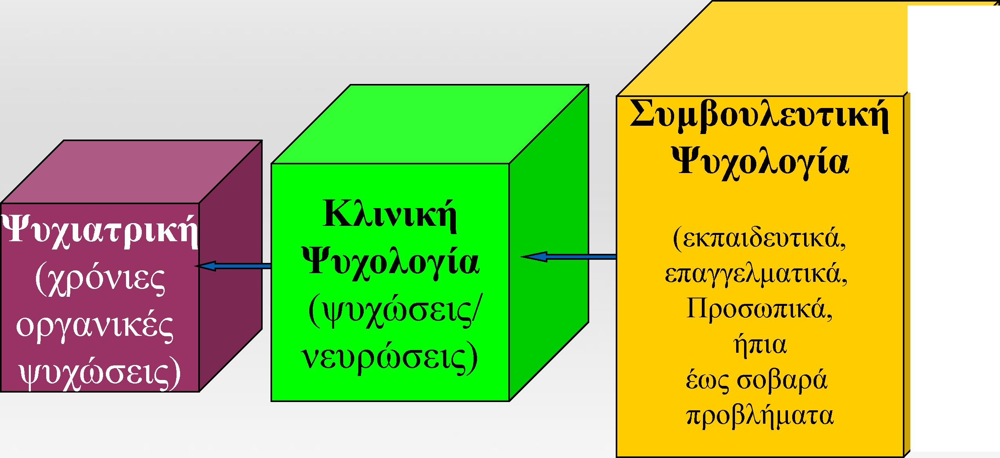 Ψυχιατρική
(χρόνιες
οργανικές
ψυχώσεις)
Κλινική
Ψυχολογία
(ψυχώσεις/
νευρώσεις)
Συμβουλευτική
Ψυχολογία
(εκπαιδευτικά,
επαγγελματικά,
Προσωπικά,
ήπια
έως σοβαρά
προβλήματα